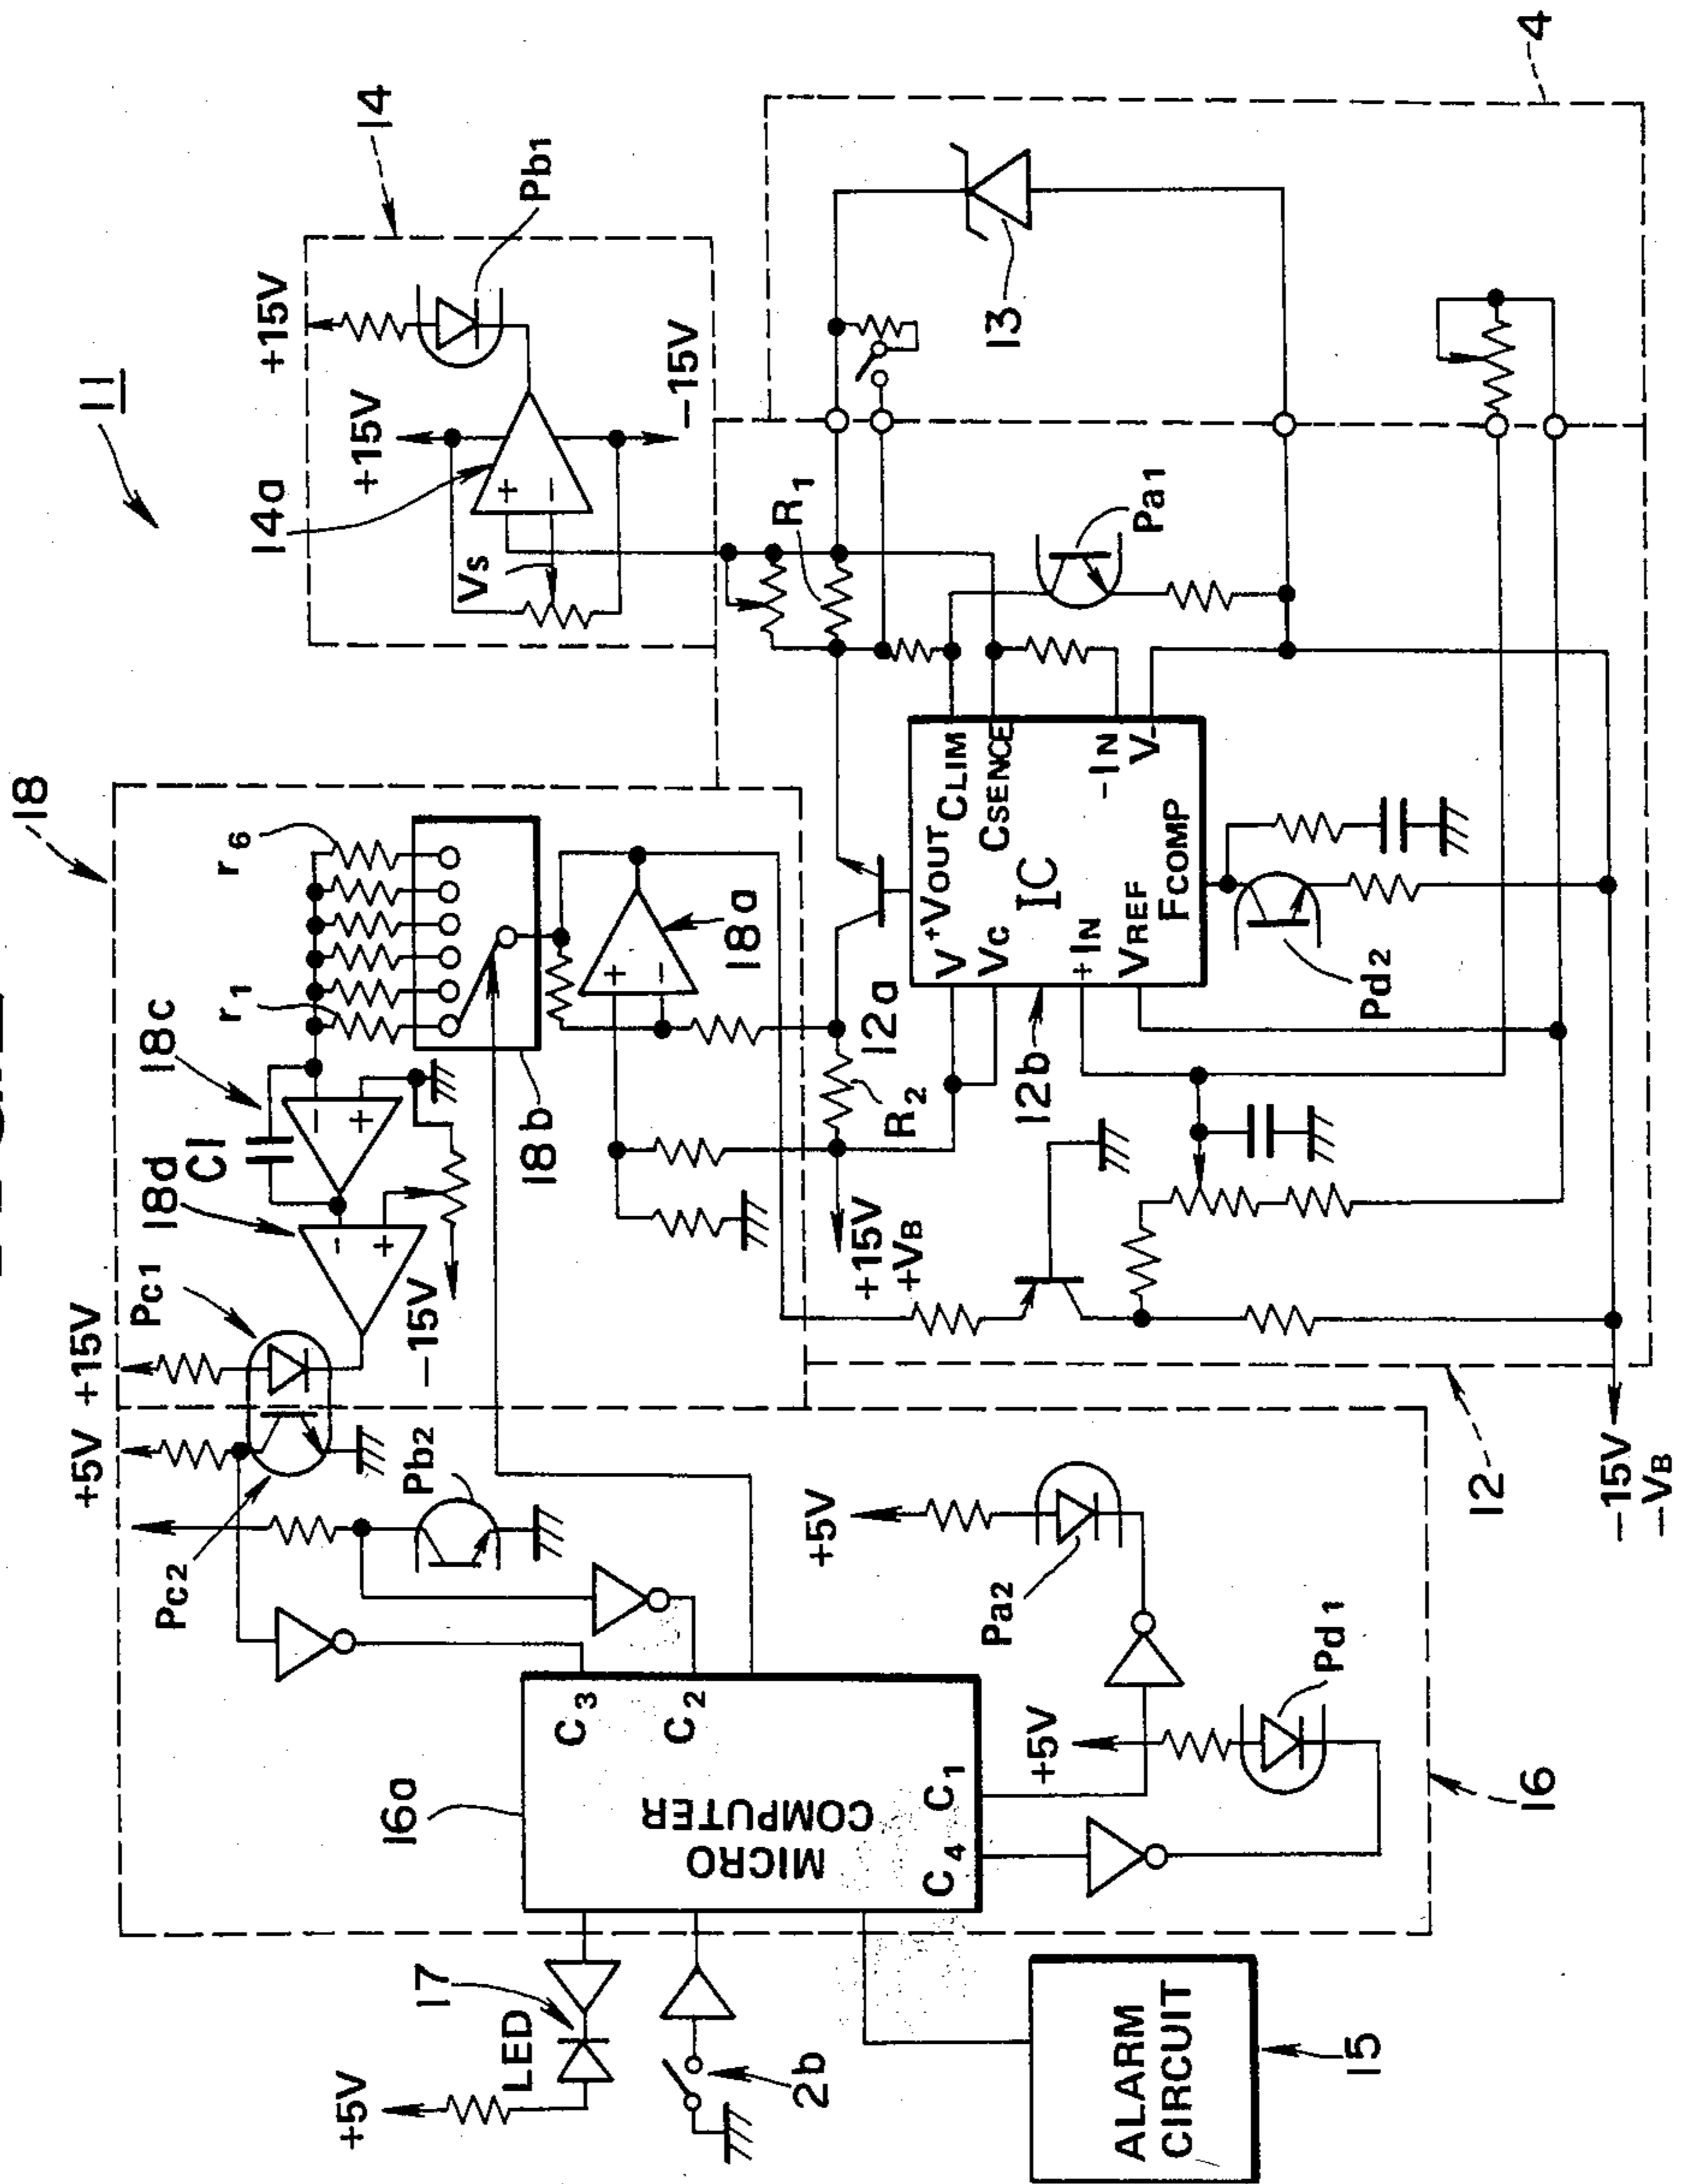 11
18
14
+15V
Pb1
14a
+15V
-15V
Vs
4
13
R1
Pa1
r6
r1
18c
C1
18d
18b
18a
+15V
Pc1
-15V
+5V
Pb2
Pc2
12a
R2
+15V
+VB
12b
V+
VOUT
CLIM
CSENCE
VC
IC
+IN
-IN
VREF
V-
FCOMP
Pd2
12
-15V
-VB
16a
MICRO
COMPUTER
C3
C2
C1
C4
+5V
Pa2
+5V
Pd1
16
17
LED
+5V
2b
ALARM
CIRCUIT
15